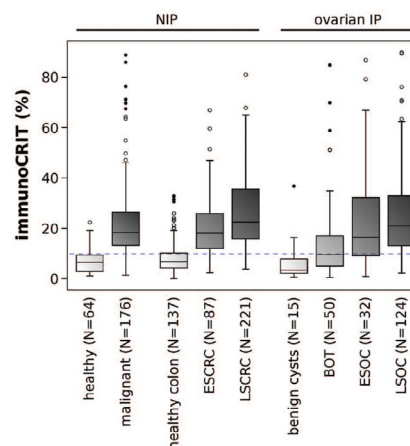 NIP
ovarian IP
immunoCRIT (%)
80
60
40
20
0
healthy (N=64)
malignant (N=176)
healthy colon (N=137)
ESCRC (N=87)
LSCRC (N=221)
benign cysts (N=15)
BOT (N=50)
ESOC (N=32)
LSOC (N=124)